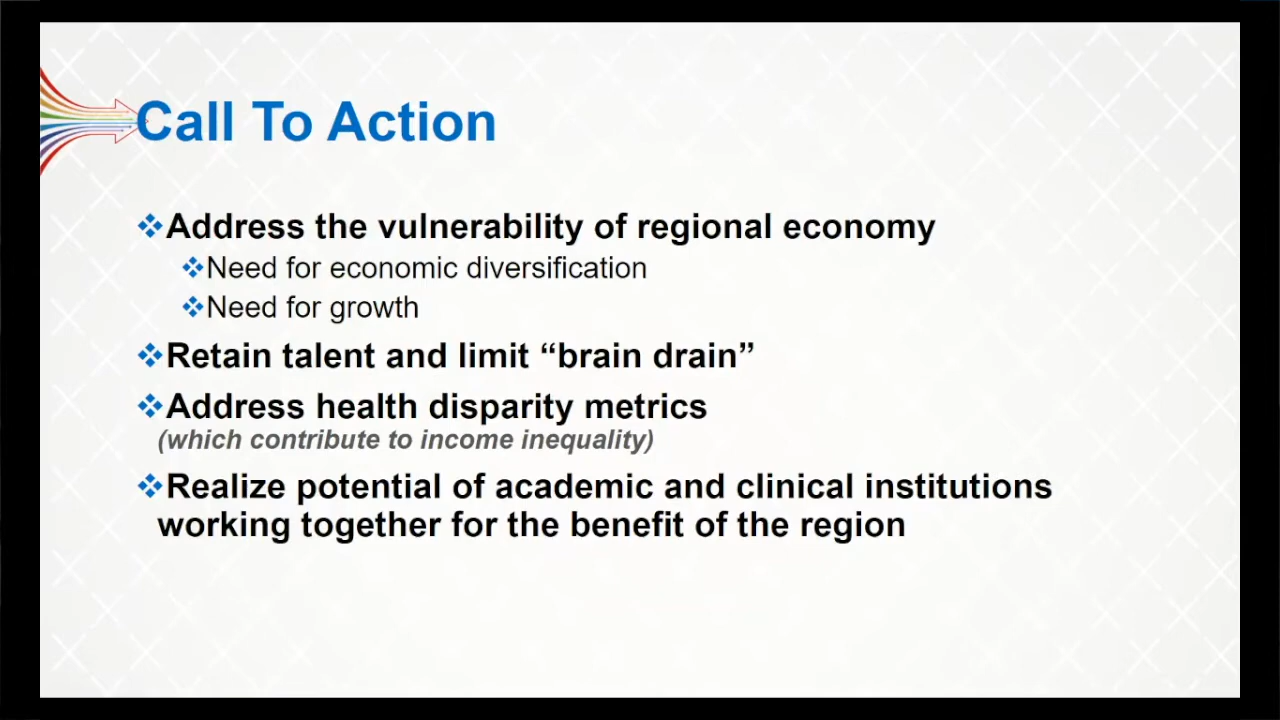 Call To Action
Address the vulnerability of regional economy
Need for economic diversification
Need for growth
Retain talent and limit “brain drain”
Address health disparity metrics
(which contribute to income inequality)
Realize potential of academic and clinical institutions
working together for the benefit of the region